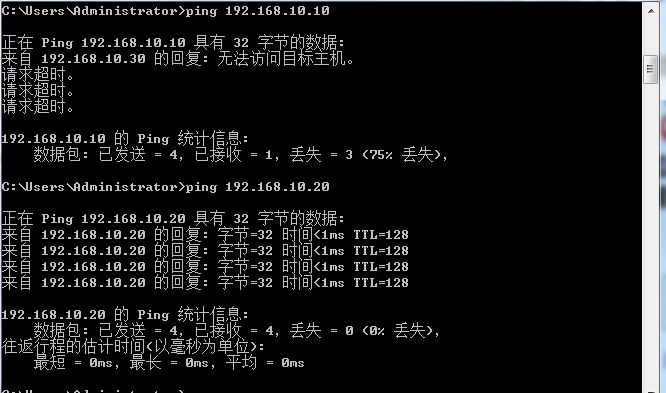 C:\Users\Administrator>ping 192.168.10.10
正在 Ping 192.168.10.10 具有 32 字节的数据:
来自 192.168.10.30 的回复: 无法访问目标主机。
请求超时。
请求超时。
请求超时。
192.168.10.10 的 Ping 统计信息:
数据包: 已发送 = 4, 已接收 = 1, 丢失 = 3 (75% 丢失),
C:\Users\Administrator>ping 192.168.10.20
正在 Ping 192.168.10.20 具有 32 字节的数据:
来自 192.168.10.20 的回复: 字节=32 时间<1ms TTL=128
来自 192.168.10.20 的回复: 字节=32 时间<1ms TTL=128
来自 192.168.10.20 的回复: 字节=32 时间<1ms TTL=128
来自 192.168.10.20 的回复: 字节=32 时间<1ms TTL=128
192.168.10.20 的 Ping 统计信息:
数据包: 已发送 = 4, 已接收 = 4, 丢失 = 0 (0% 丢失),
往返行程的估计时间(以毫秒为单位):
最短 = 0ms, 最长 = 0ms, 平均 = 0ms